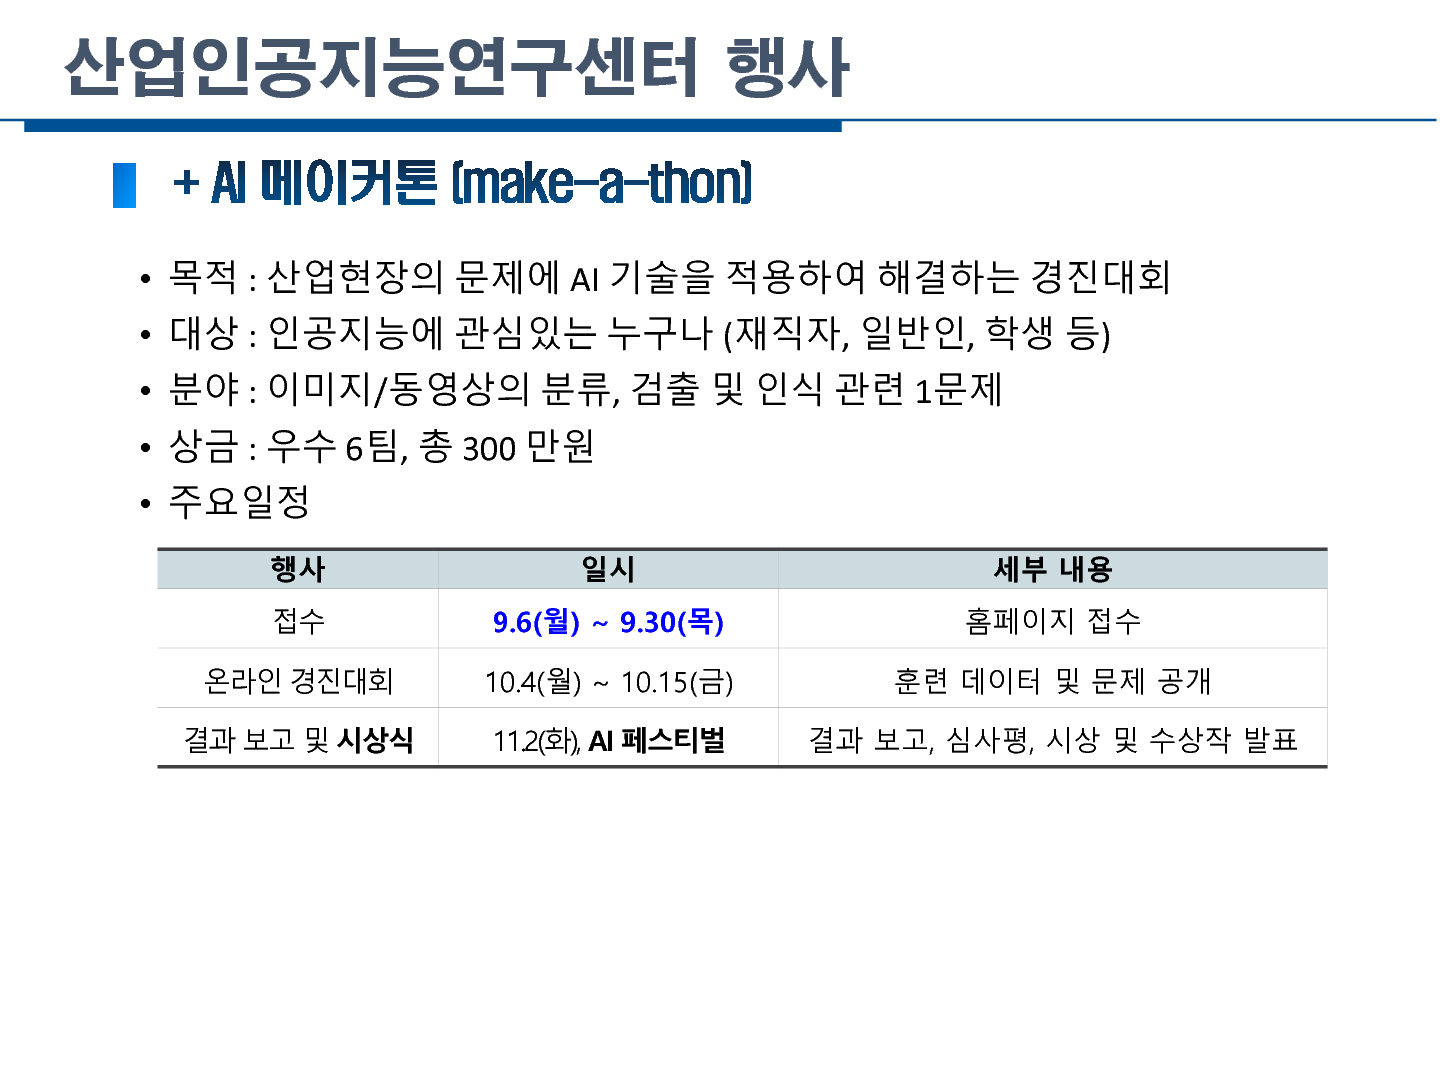 산업인공지능연구센터 행사
+ AI 메이커톤 (make-a-thon)
• 목적 : 산업현장의 문제에 AI 기술을 적용하여 해결하는 경진대회
• 대상 : 인공지능에 관심있는 누구나 (재직자, 일반인, 학생 등)
• 분야 : 이미지/동영상의 분류, 검출 및 인식 관련 1문제
• 상금 : 우수 6팀, 총 300 만원
• 주요일정
행사 일시 세부 내용
접수 9.6(월) ~ 9.30(목) 홈페이지 접수
온라인 경진대회 10.4(월) ~ 10.15(금) 훈련 데이터 및 문제 공개
결과 보고 및 시상식 11.2(화), AI 페스티벌 결과 보고, 심사평, 시상 및 수상작 발표